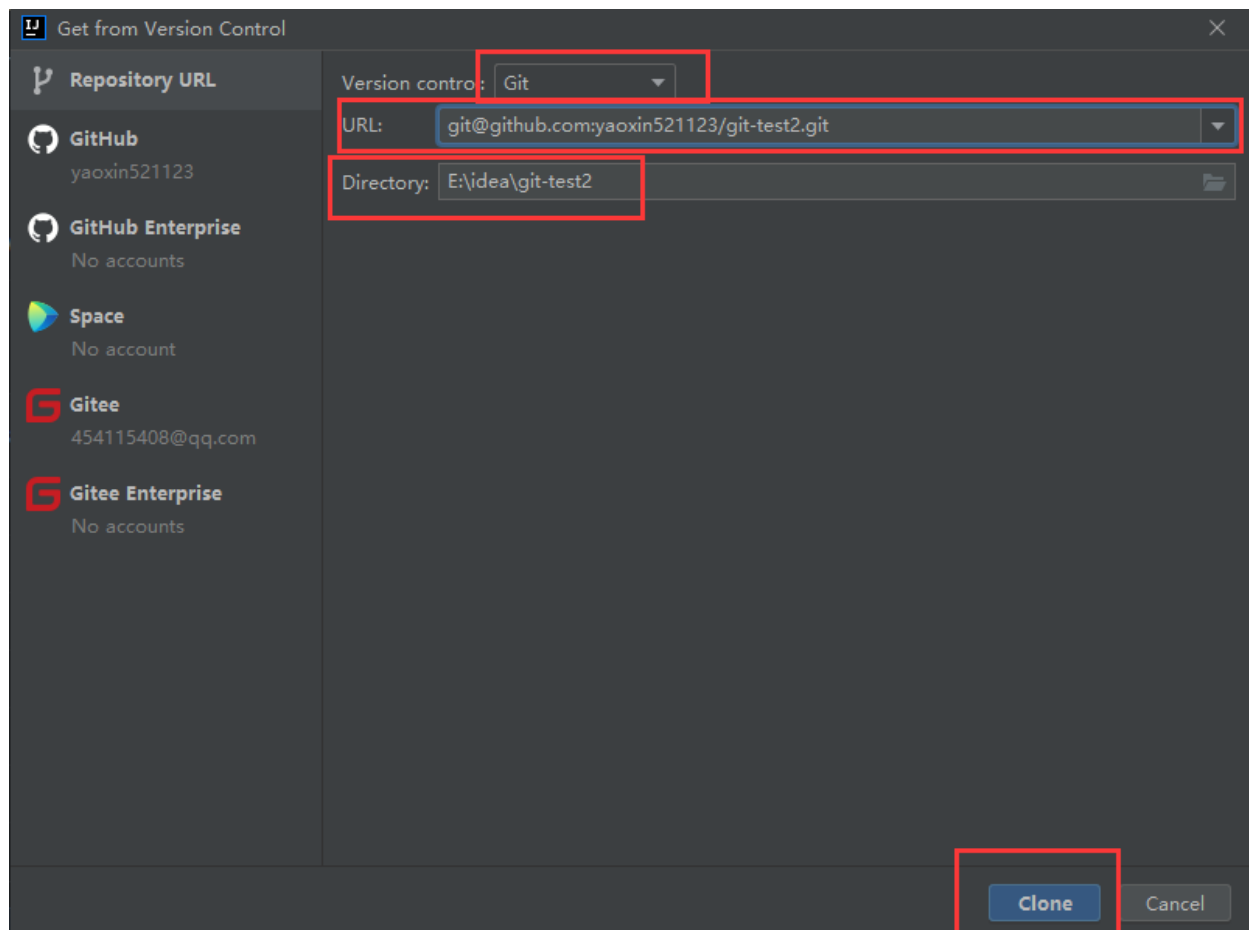 Get from Version Control
Repository URL
GitHub
yaoxin521123
GitHub Enterprise
No accounts
Space
No account
Gitee
454115408@qq.com
Gitee Enterprise
No accounts
Version control: Git
URL: git@github.com:yaoxin521123/git-test2.git
Directory: E:\idea\git-test2
Clone Cancel